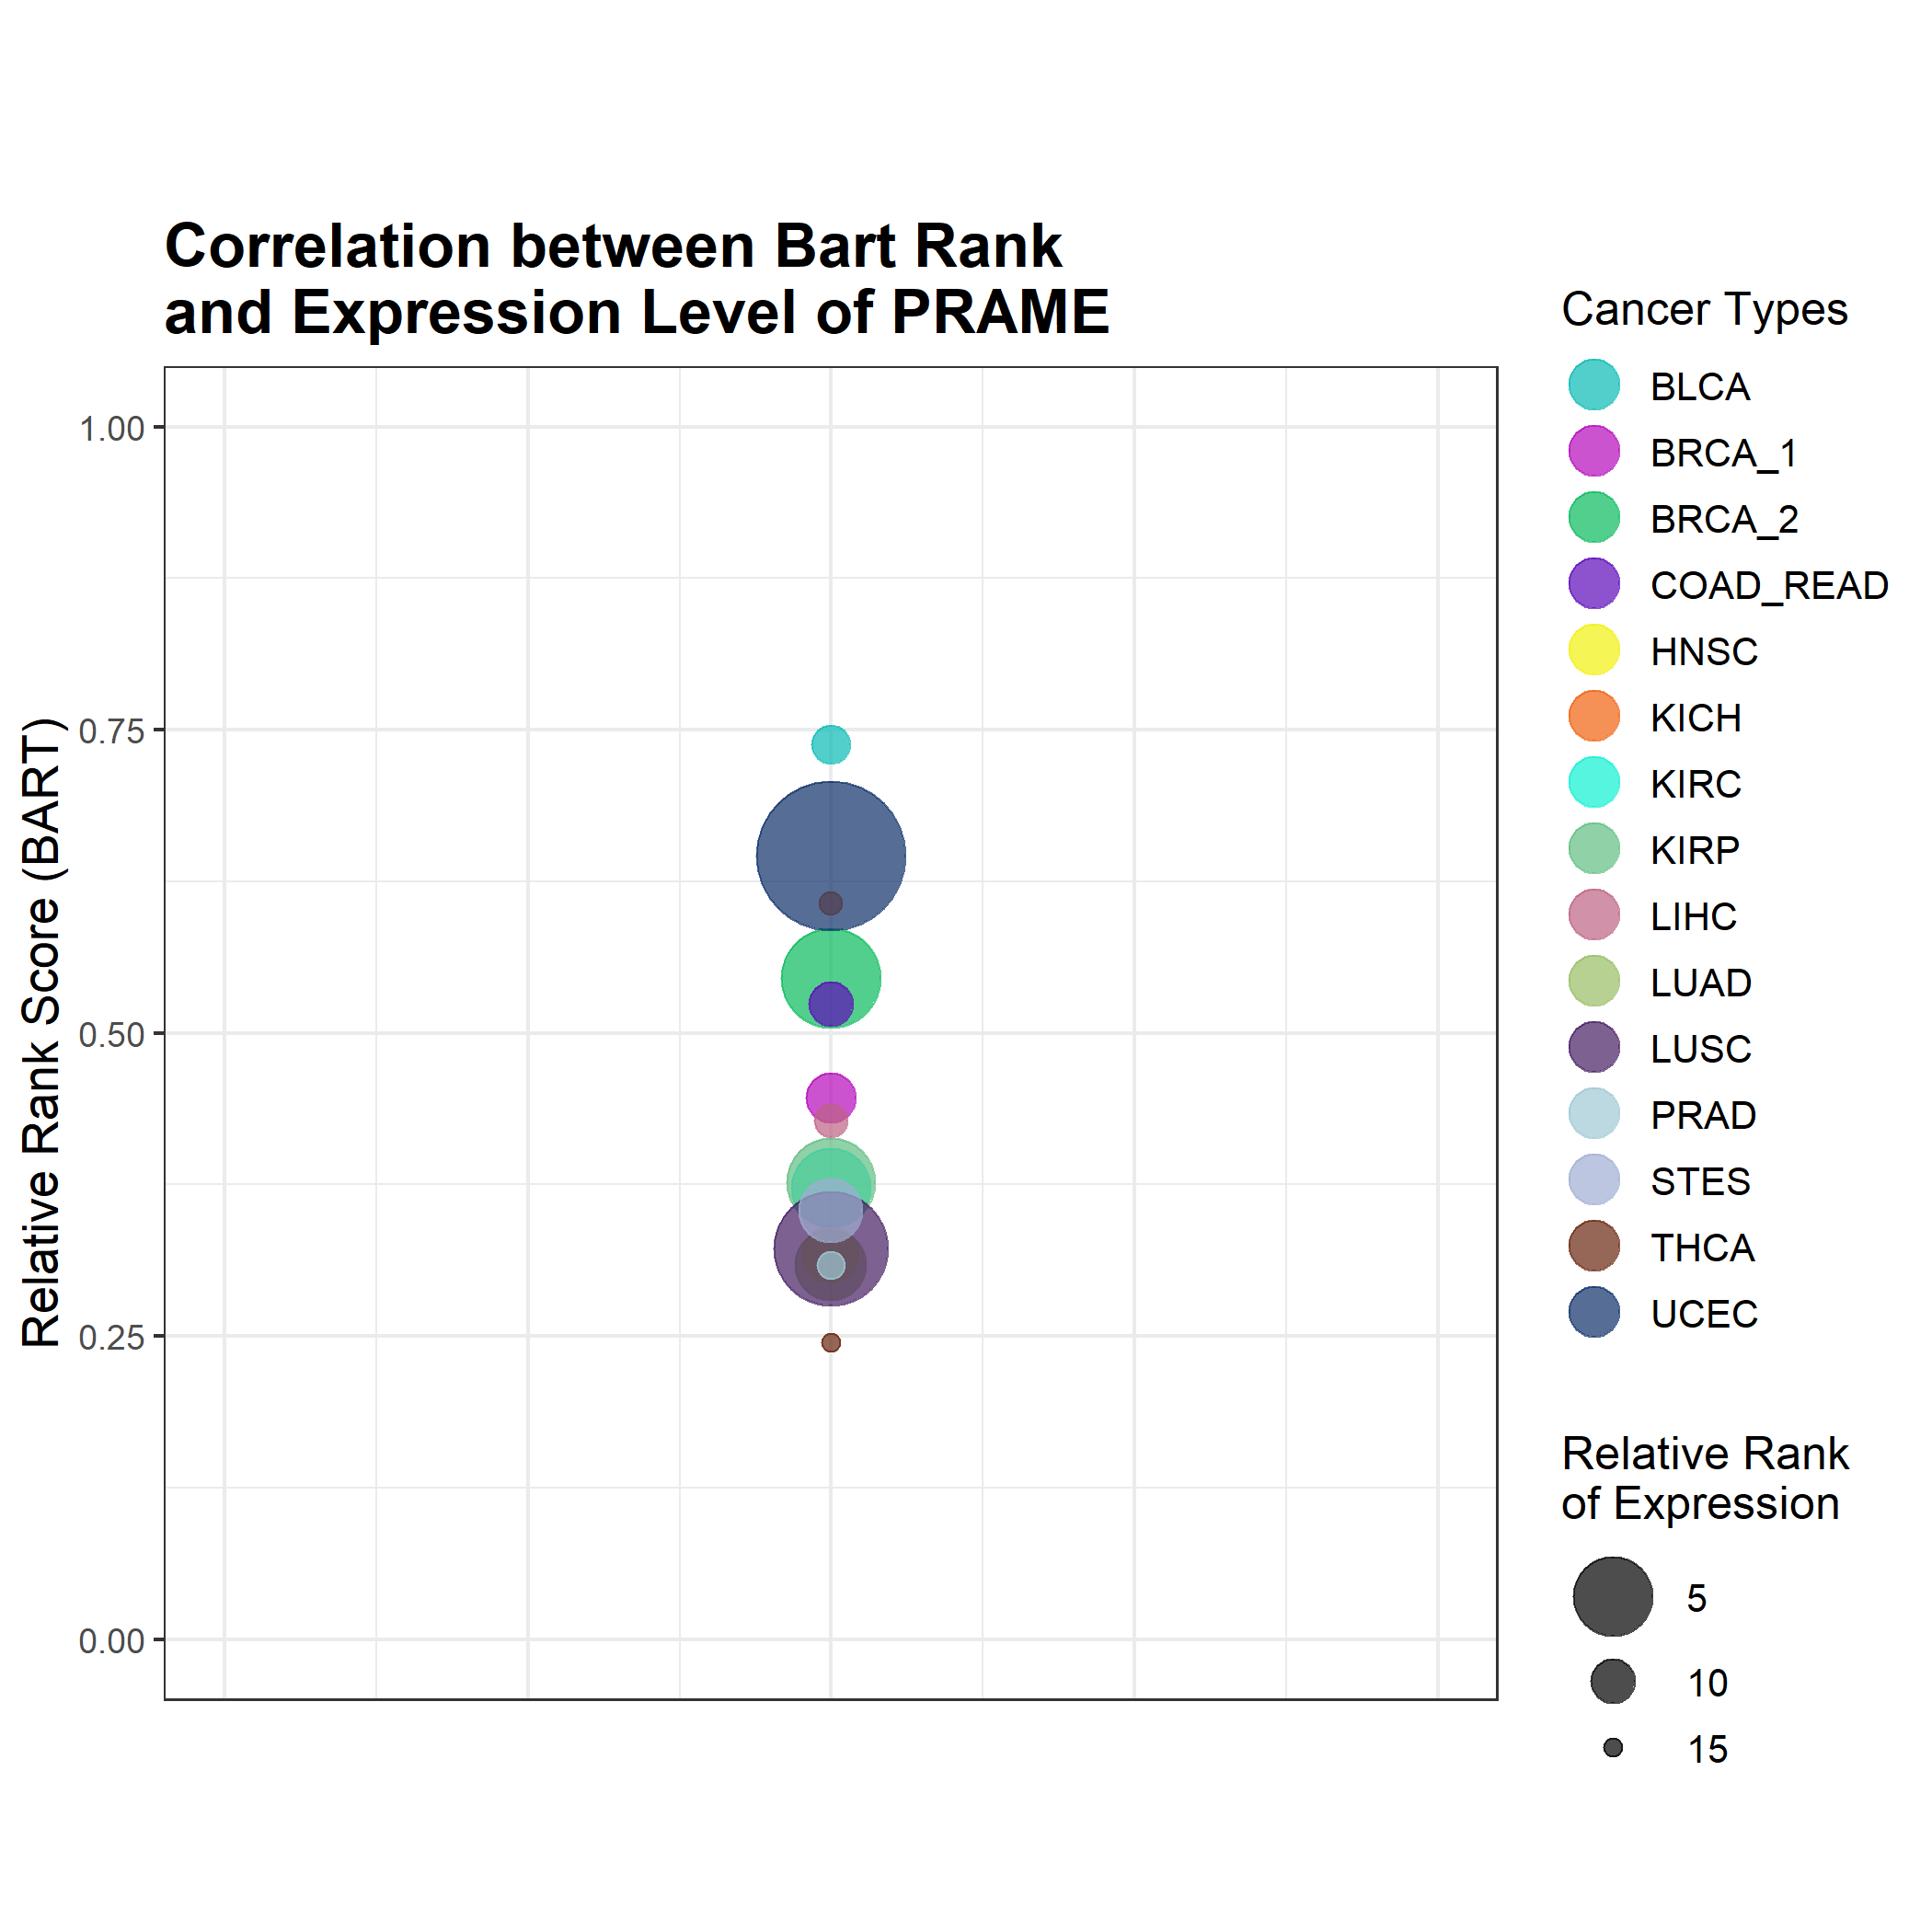 Correlation between Bart Rank
and Expression Level of PRAME
Relative Rank Score (BART)
1.00
0.75
0.50
0.25
0.00
Cancer Types
BLCA
BRCA_1
BRCA_2
COAD_READ
HNSC
KICH
KIRC
KIRP
LIHC
LUAD
LUSC
PRAD
STES
THCA
UCEC
Relative Rank
of Expression
5
10
15